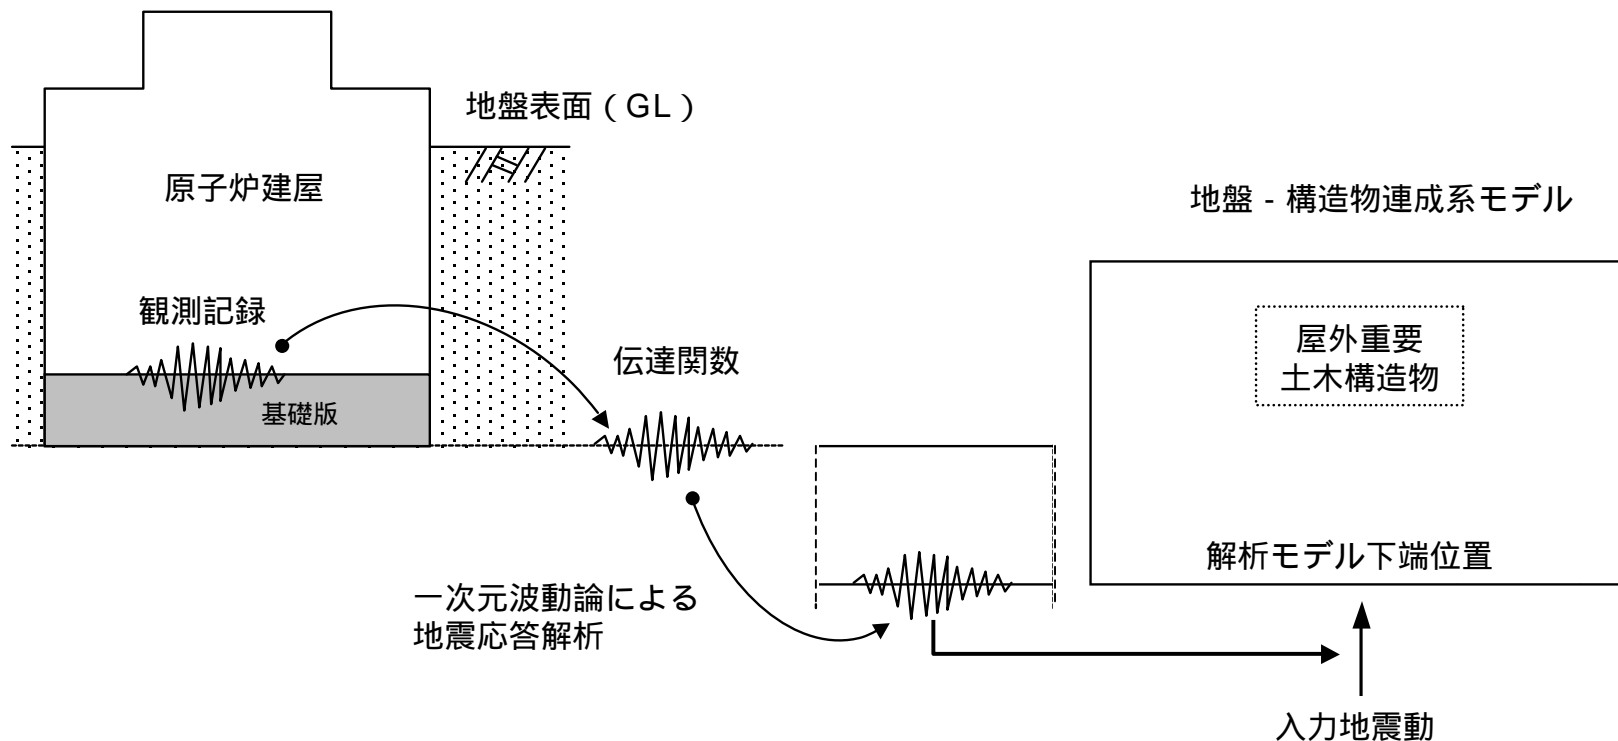 地盤表面（GL）
原子炉建屋
地盤 - 構造物連成系モデル
観測記録
屋外重要
土木構造物
伝達関数
基礎版
解析モデル下端位置
一次元波動論による
地震応答解析
入力地震動